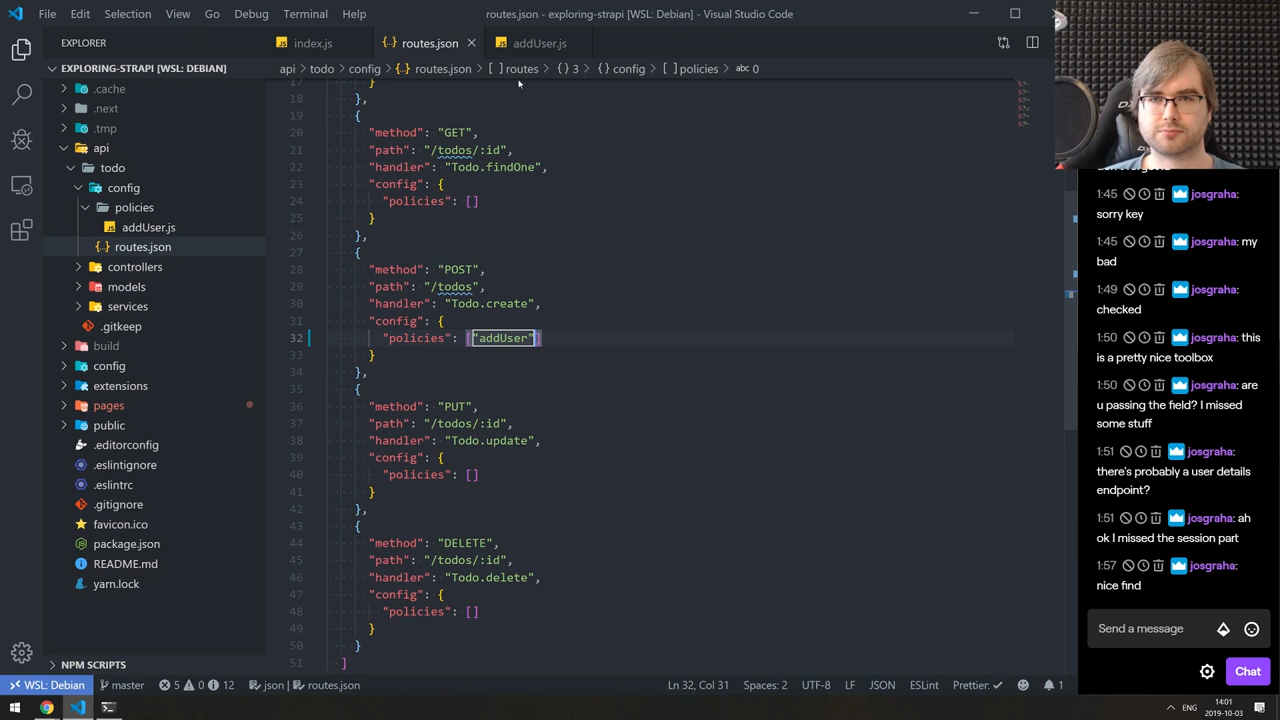 File Edit Selection View Go Debug Terminal Help
routes.json - exploring-strapi [WSL: Debian] - Visual Studio Code
EXPLORER
index.js
routes.json
addUser.js
EXPLORING-STRAPI [WSL: DEBIAN]
api todo config routes.json [ ] routes { } 3 { } config [ ] policies abc 0
.cache
.next
.tmp
api
todo
config
policies
addUser.js
routes.json
controllers
models
services
.gitkeep
build
config
extensions
pages
public
.editorconfig
.eslintignore
.eslintrc
.gitignore
favicon.ico
package.json
README.md
yarn.lock
NPM SCRIPTS
17 }
18 },
19 {
20 "method": "GET",
21 "path": "/todos/:id",
22 "handler": "Todo.findOne",
23 "config": {
24 "policies": []
25 }
26 },
27 {
28 "method": "POST",
29 "path": "/todos",
30 "handler": "Todo.create",
31 "config": {
32 "policies": ["addUser"]
33 }
34 },
35 {
36 "method": "PUT",
37 "path": "/todos/:id",
38 "handler": "Todo.update",
39 "config": {
40 "policies": []
41 }
42 },
43 {
44 "method": "DELETE",
45 "path": "/todos/:id",
46 "handler": "Todo.delete",
47 "config": {
48 "policies": []
49 }
50 }
51 ]
1:45 josgraha:
sorry key
1:45 josgraha: my
bad
1:49 josgraha:
checked
1:50 josgraha: this
is a pretty nice toolbox
1:50 josgraha: are
u passing the field? I missed
some stuff
1:51 josgraha:
there's probably a user details
endpoint?
1:51 josgraha: ah
ok I missed the session part
1:57 josgraha:
nice find
Send a message
Chat
WSL: Debian master 5 0 12 json | routes.json Ln 32, Col 31 Spaces: 2 UTF-8 LF JSON ESLint Prettier: ✓ 1
ENG
14:01
2019-10-03